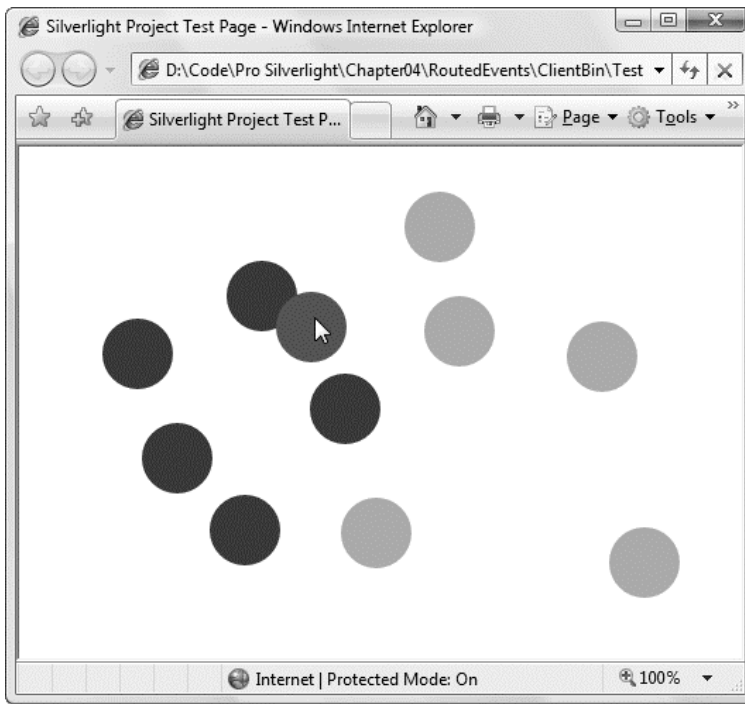 Silverlight Project Test Page - Windows Internet Explorer
D:\Code\Pro Silverlight\Chapter04\RoutedEvents\ClientBin\Test
Silverlight Project Test P... Page Tools »
Internet | Protected Mode: On 100%